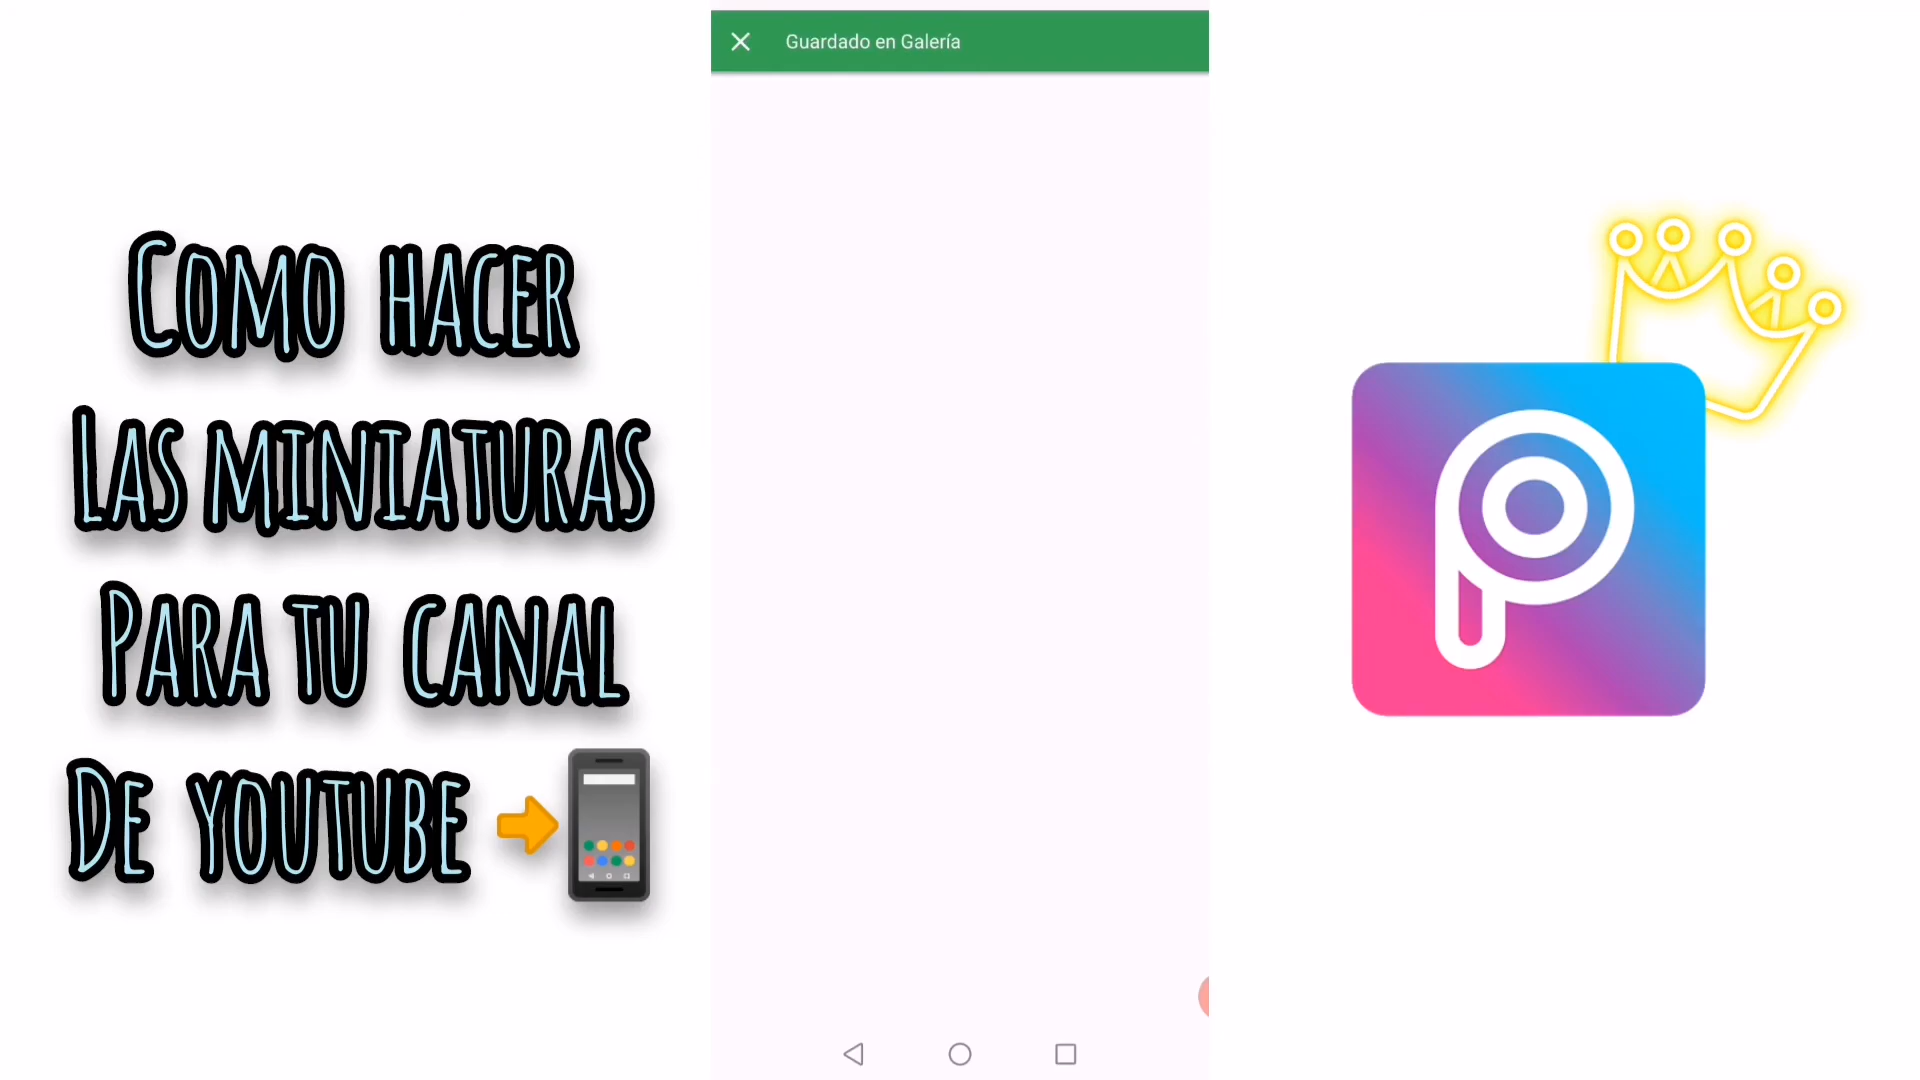 Guardado en Galería
COMO HACER
LAS MINIATURAS
PARA TU CANAL
DE YOUTUBE